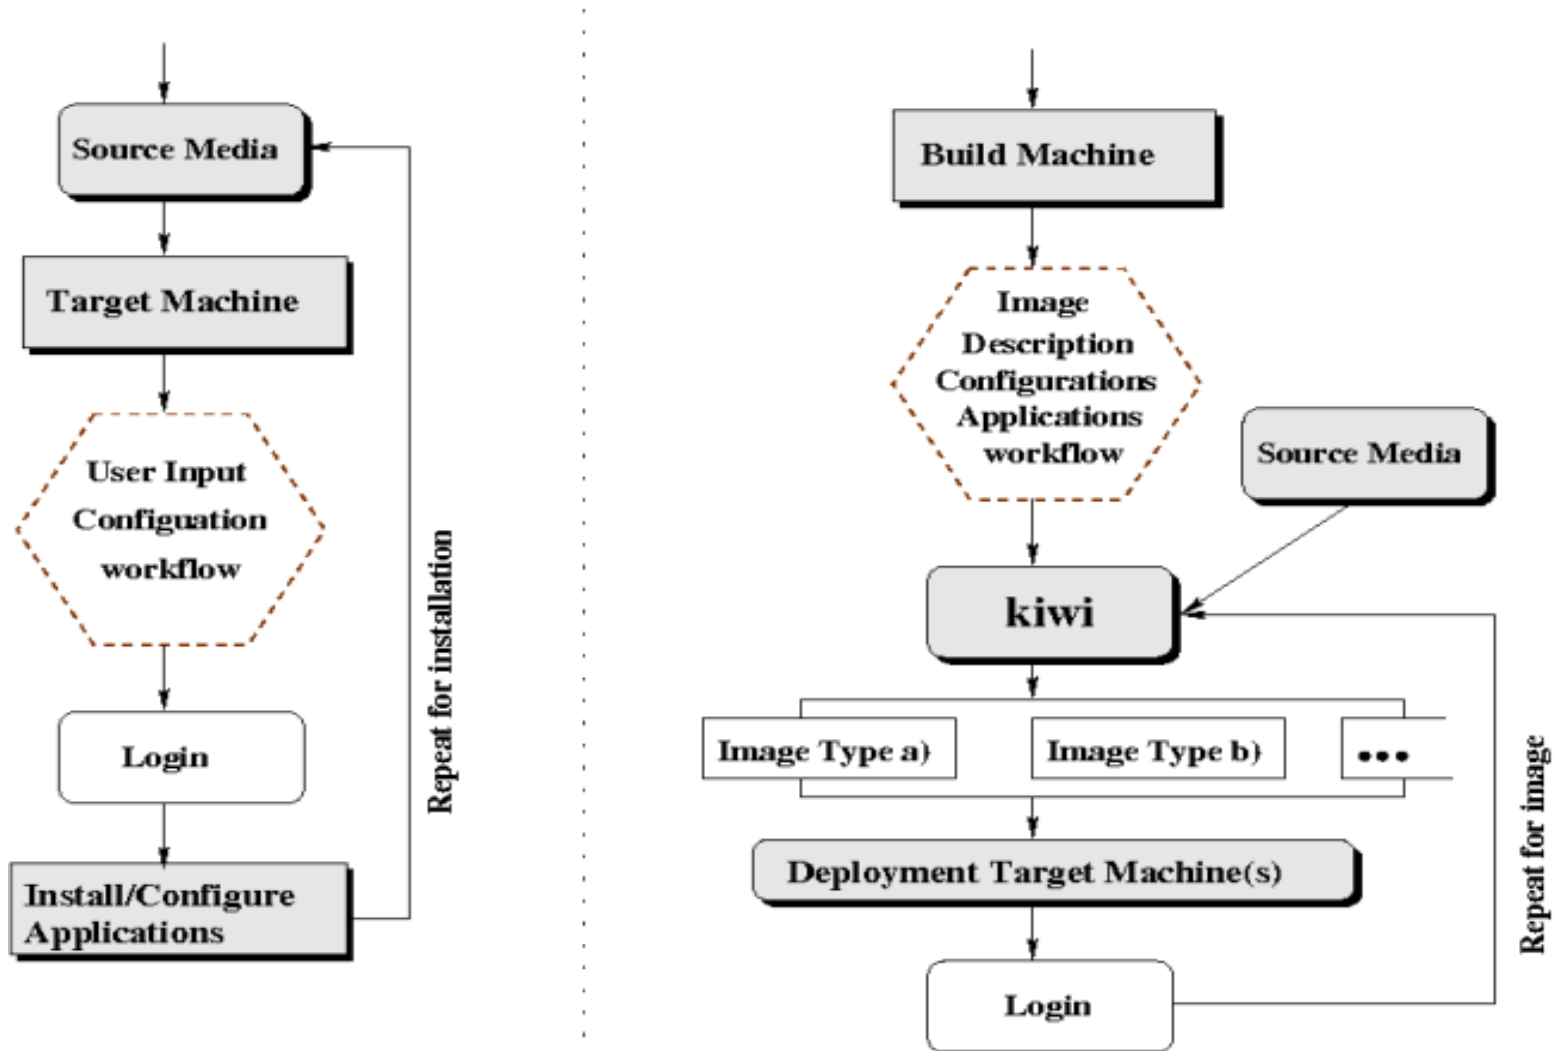 Source Media
Target Machine
User Input
Configuation
workflow
Login
Install/Configure
Applications
Repeat for installation
Build Machine
Image
Description
Configurations
Applications
workflow
Source Media
kiwi
Image Type a)
Image Type b)
•••
Deployment Target Machine(s)
Login
Repeat for image